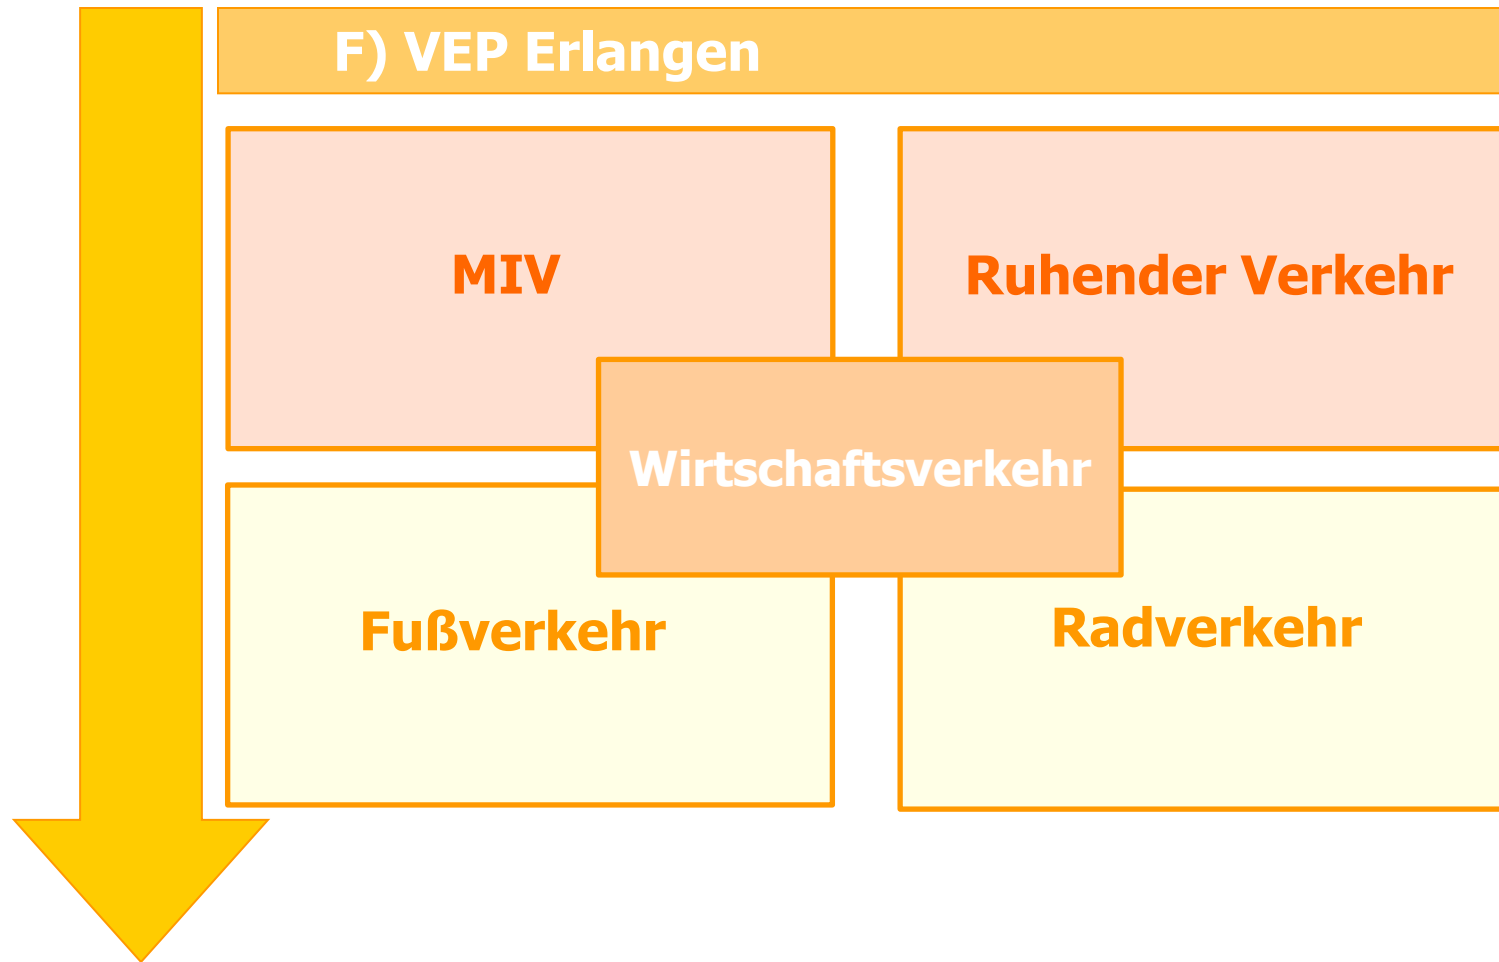 F) VEP Erlangen
MIV
Ruhender Verkehr
Wirtschaftsverkehr
Fußverkehr
Radverkehr